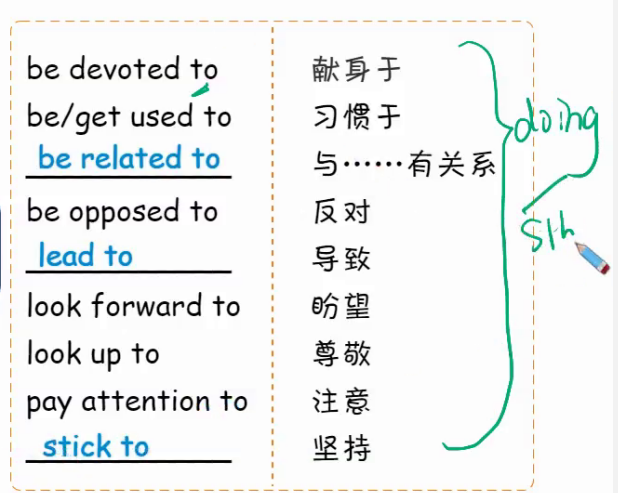 be devoted to 献身于
be/get used to 习惯于
be related to 与……有关系
be opposed to 反对
lead to 导致
look forward to 盼望
look up to 尊敬
pay attention to 注意
stick to 坚持
doing
sth